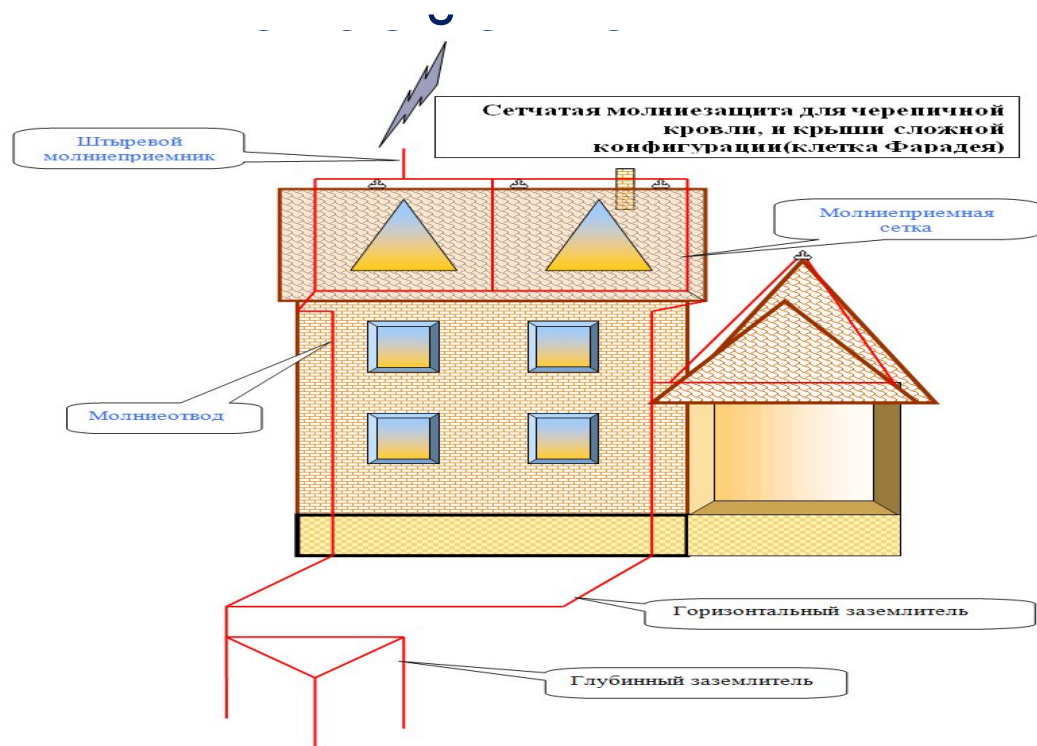 Сетчатая молниезащита для черепичной
кровли, и крыши сложной
конфигурации(клетка Фарадея)
Штыревой
молниеприемник
Молниеприемная
сетка
Молниеотвод
Горизонтальный заземлитель
Глубинный заземлитель